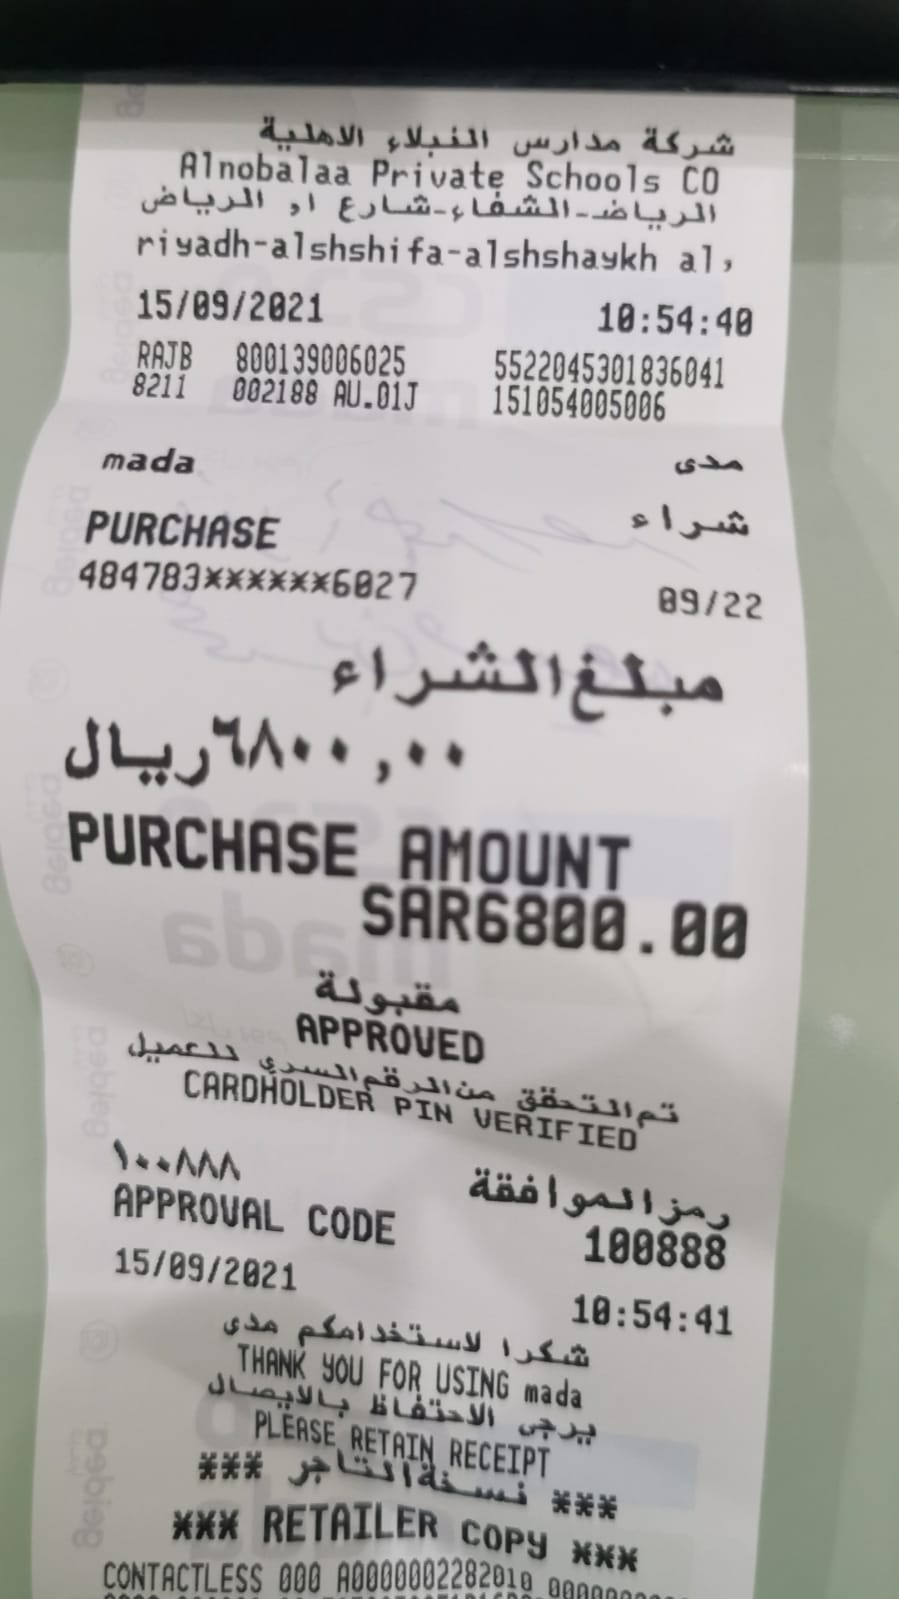 شركة مدارس النبلاء الاهلية
Alnobalaa Private Schools CO
الرياض-الشفاء-شارع ا, الرياض
riyadh-alshshifa-alshshaykh al,
15/09/2021 10:54:40
RAJB 800139006025 5522045301836041
8211 002188 AU.01J 151054005006
mada مدى
PURCHASE شراء
484783******6027 09/22
مبلغ الشراء
٦٨٠٠,٠٠ ريال
PURCHASE AMOUNT
SAR6800.00
مقبولة
APPROVED
تم التحقق من الرقم السري للعميل
CARDHOLDER PIN VERIFIED
١٠٠٨٨٨ رمز الموافقة
APPROVAL CODE 100888
15/09/2021 10:54:41
شكرا لاستخدامكم مدى
THANK YOU FOR USING mada
يرجى الاحتفاظ بالايصال
PLEASE RETAIN RECEIPT
*** نسخة التاجر ***
*** RETAILER COPY ***
CONTACTLESS 000 A0000002282010